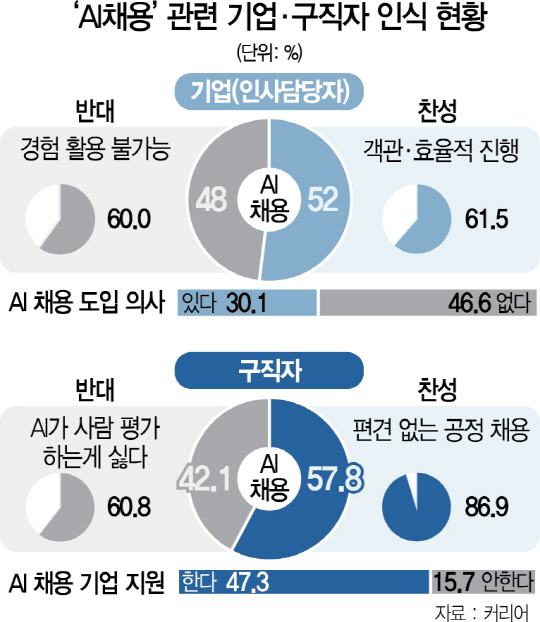 ‘AI채용’ 관련 기업·구직자 인식 현황
(단위: %)
기업(인사담당자)
반대
경험 활용 불가능
60.0
48
AI
채용
52
찬성
객관·효율적 진행
61.5
AI 채용 도입 의사
있다 30.1
46.6 없다
구직자
반대
AI가 사람 평가
하는게 싫다
60.8
42.1
AI
채용
57.8
찬성
편견 없는 공정 채용
86.9
AI 채용 기업 지원
한다 47.3
15.7 안한다
자료 : 커리어